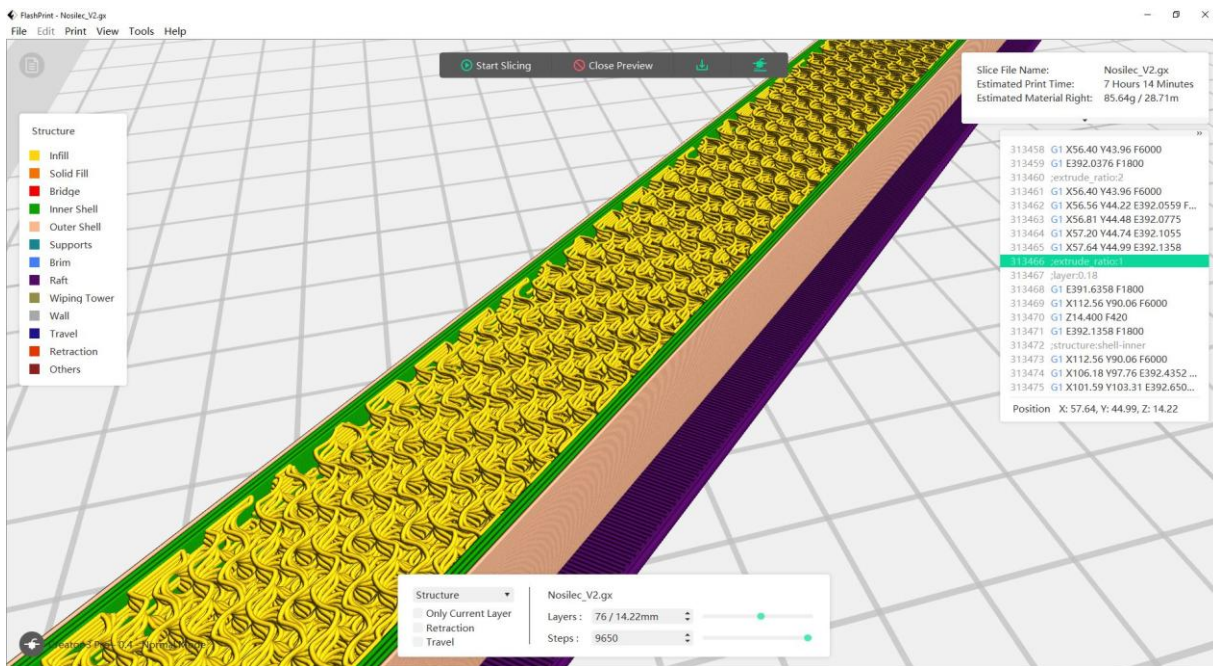 FlashPrint - Nosilec_V2.gx
File Edit Print View Tools Help
Start Slicing
Close Preview
Slice File Name: Nosilec_V2.gx
Estimated Print Time: 7 Hours 14 Minutes
Estimated Material Right: 85.64g / 28.71m
Structure
Infill
Solid Fill
Bridge
Inner Shell
Outer Shell
Supports
Brim
Raft
Wiping Tower
Wall
Travel
Retraction
Others
313458 G1 X56.40 Y43.96 F6000
313459 G1 E392.0376 F1800
313460 ;extrude_ratio:2
313461 G1 X56.40 Y43.96 F6000
313462 G1 X56.56 Y44.22 E392.0559 F...
313463 G1 X56.81 Y44.48 E392.0775
313464 G1 X57.20 Y44.74 E392.1055
313465 G1 X57.64 Y44.99 E392.1358
313466 ;extrude_ratio:1
313467 ;layer:0.18
313468 G1 E391.6358 F1800
313469 G1 X112.56 Y90.06 F6000
313470 G1 Z14.400 F420
313471 G1 E392.1358 F1800
313472 ;structure:shell-inner
313473 G1 X112.56 Y90.06 F6000
313474 G1 X106.18 Y97.76 E392.4352 ...
313475 G1 X101.59 Y103.31 E392.650...
Position X: 57.64, Y: 44.99, Z: 14.22
Structure
Only Current Layer
Retraction
Travel
Nosilec_V2.gx
Layers : 76 / 14.22mm
Steps : 9650
Creator 3 Pro - 0.4 - Normal Mode